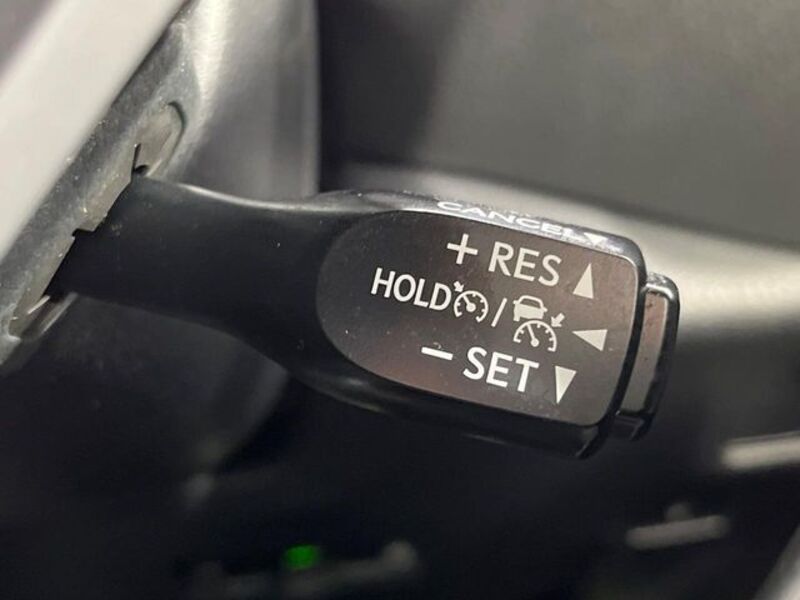 CANCEL ▼
+ RES ▲
HOLD / ◀
− SET ▼